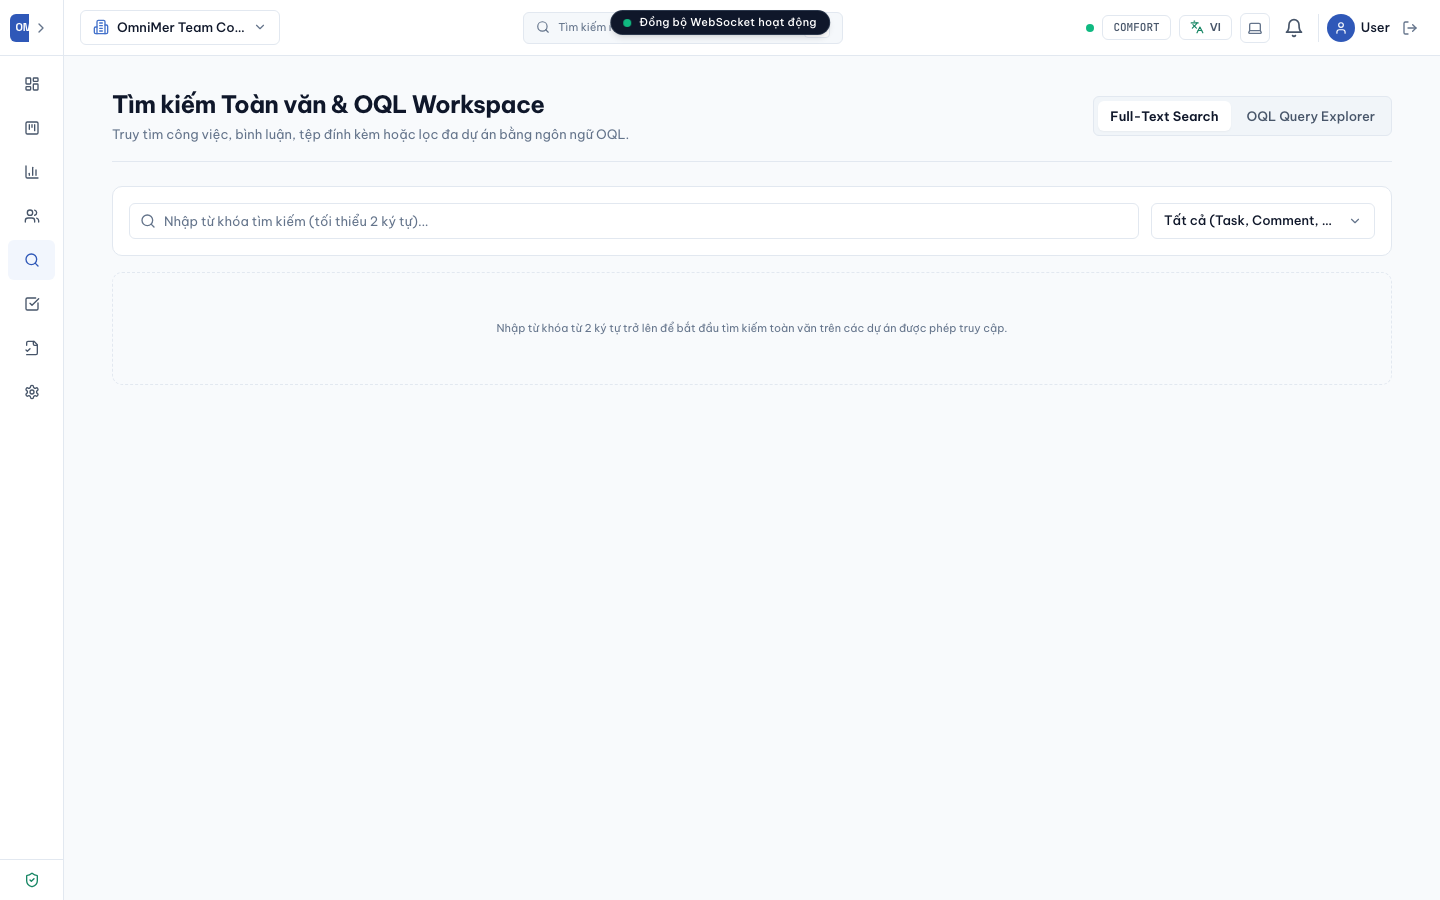 OmniMer Team Co...
Tìm kiếm
Đồng bộ WebSocket hoạt động
COMFORT
VI
User
Tìm kiếm Toàn văn & OQL Workspace
Truy tìm công việc, bình luận, tệp đính kèm hoặc lọc đa dự án bằng ngôn ngữ OQL.
Full-Text Search
OQL Query Explorer
Nhập từ khóa tìm kiếm (tối thiểu 2 ký tự)...
Tất cả (Task, Comment, ...
Nhập từ khóa từ 2 ký tự trở lên để bắt đầu tìm kiếm toàn văn trên các dự án được phép truy cập.